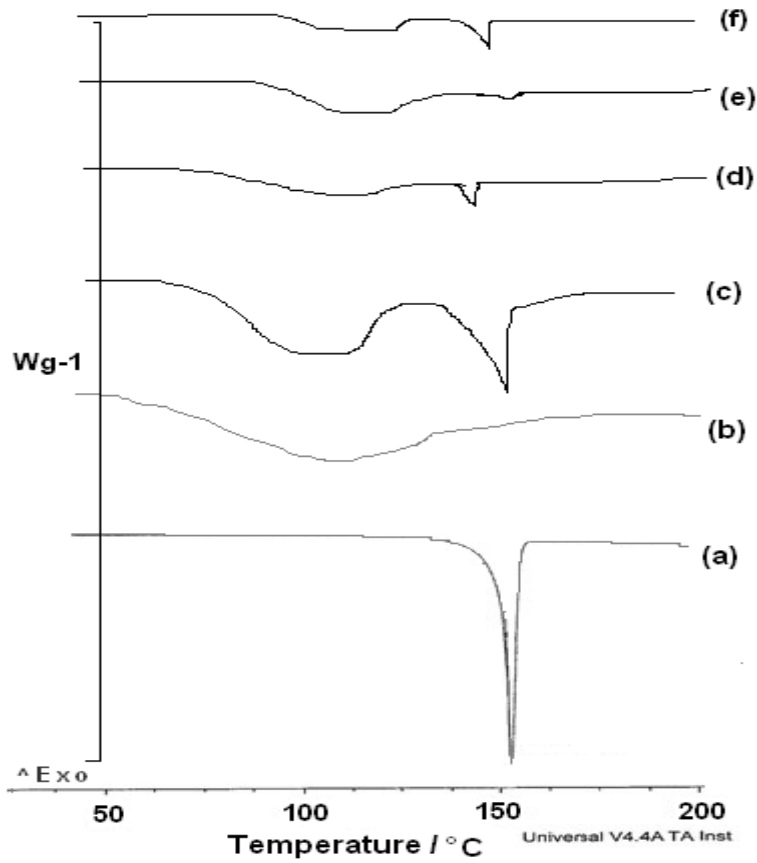 (f)
(e)
(d)
(c)
Wg-1
(b)
(a)
^Exo
50 100 150 200
Temperature / °C
Universal V4.4A TA Inst